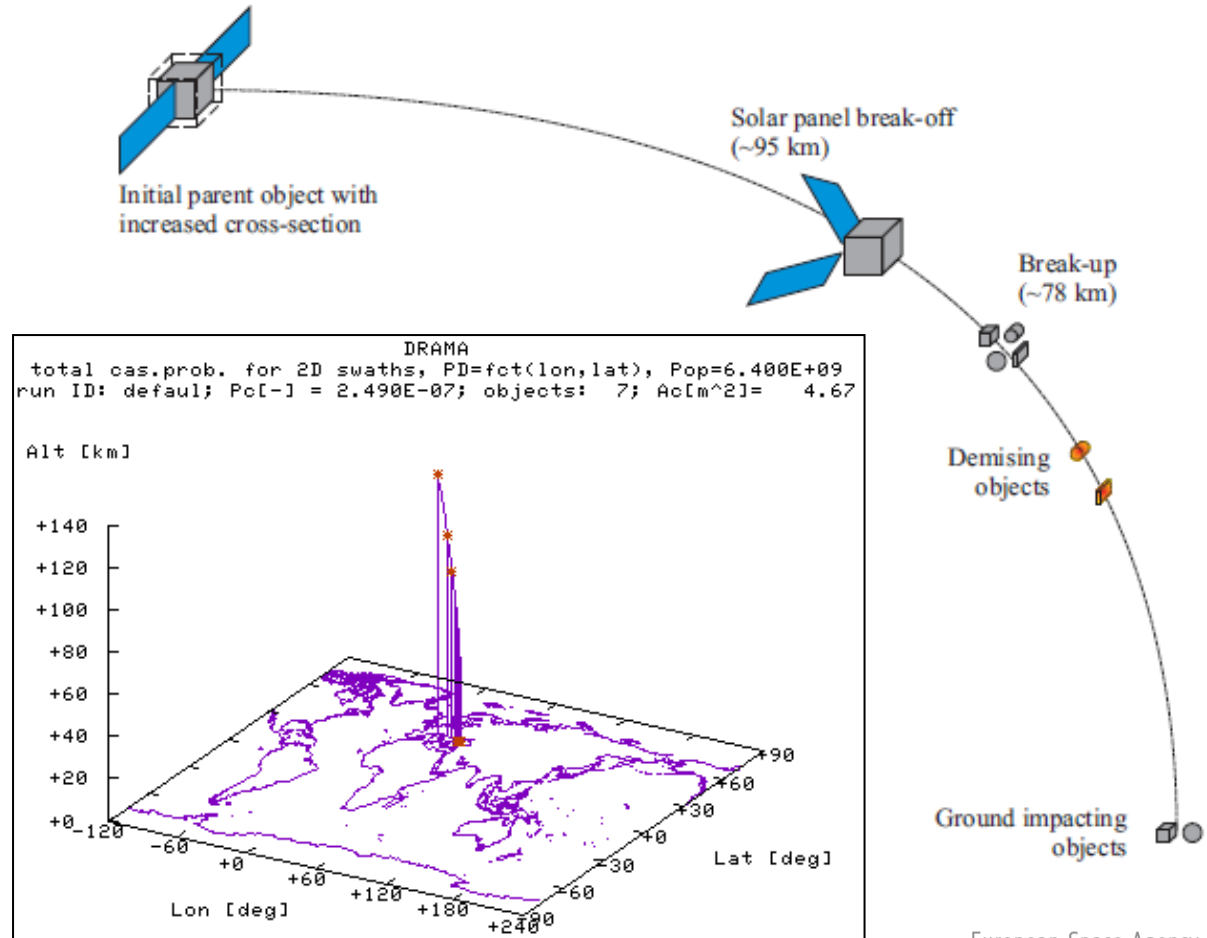 Solar panel break-off
(~95 km)
Initial parent object with
increased cross-section
Break-up
(~78 km)
DRAMA
total cas.prob. for 2D swaths, PD=fct(lon,lat), Pop=6.400E+09
run ID: defaul; Pc[-] = 2.490E-07; objects: 7; Ac[m^2]= 4.67
Alt [km]
+140
+120
+100
+80
+60
+40
+20
+0
-120
-60
+0
+60
+120
+180
+240
Lon [deg]
+90
+60
+30
+0
-30
-60
-90
Lat [deg]
Demising
objects
Ground impacting
objects
European Space Agency